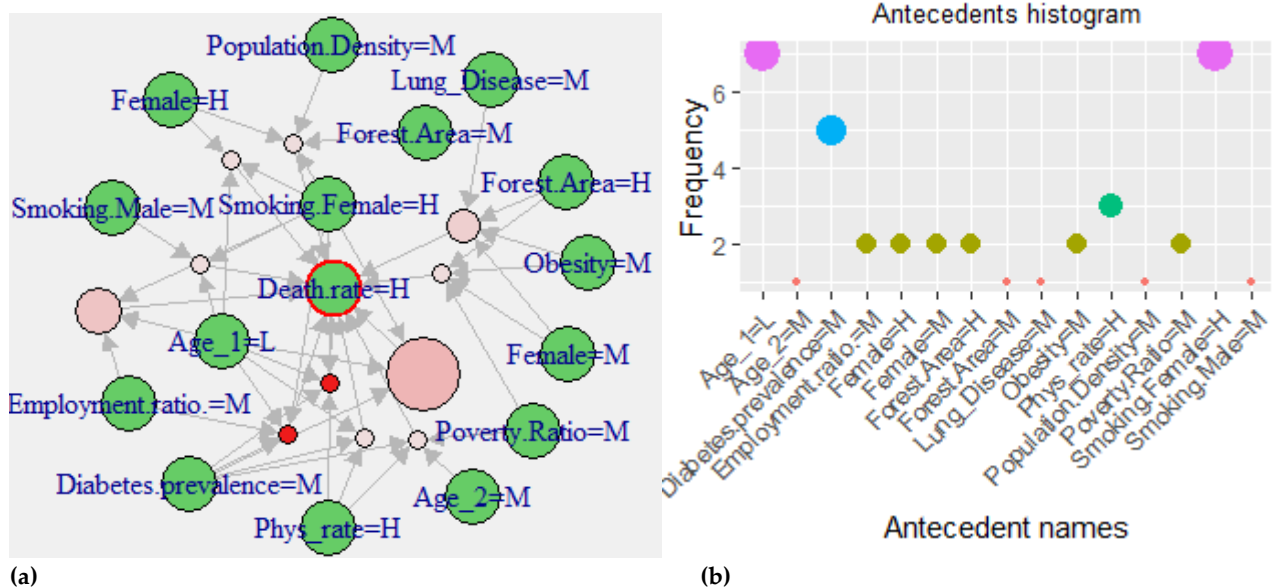 Population.Density=M
Lung_Disease=M
Female=H
Forest.Area=M
Forest.Area=H
Smoking.Male=M
Smoking.Female=H
Obesity=M
Death.rate=H
Age_1=L
Female=M
Employment.ratio.=M
Poverty.Ratio=M
Diabetes.prevalence=M
Age_2=M
Phys_rate=H
(a)
Antecedents histogram
Frequency
6
4
2
Age_1=L
Age_2=M
Diabetes.prevalence=M
Employment.ratio.=M
Female=H
Female=M
Forest.Area=H
Forest.Area=M
Lung_Disease=M
Obesity=M
Phys_rate=H
Population.Density=M
Poverty.Ratio=M
Smoking.Female=H
Smoking.Male=M
Antecedent names
(b)